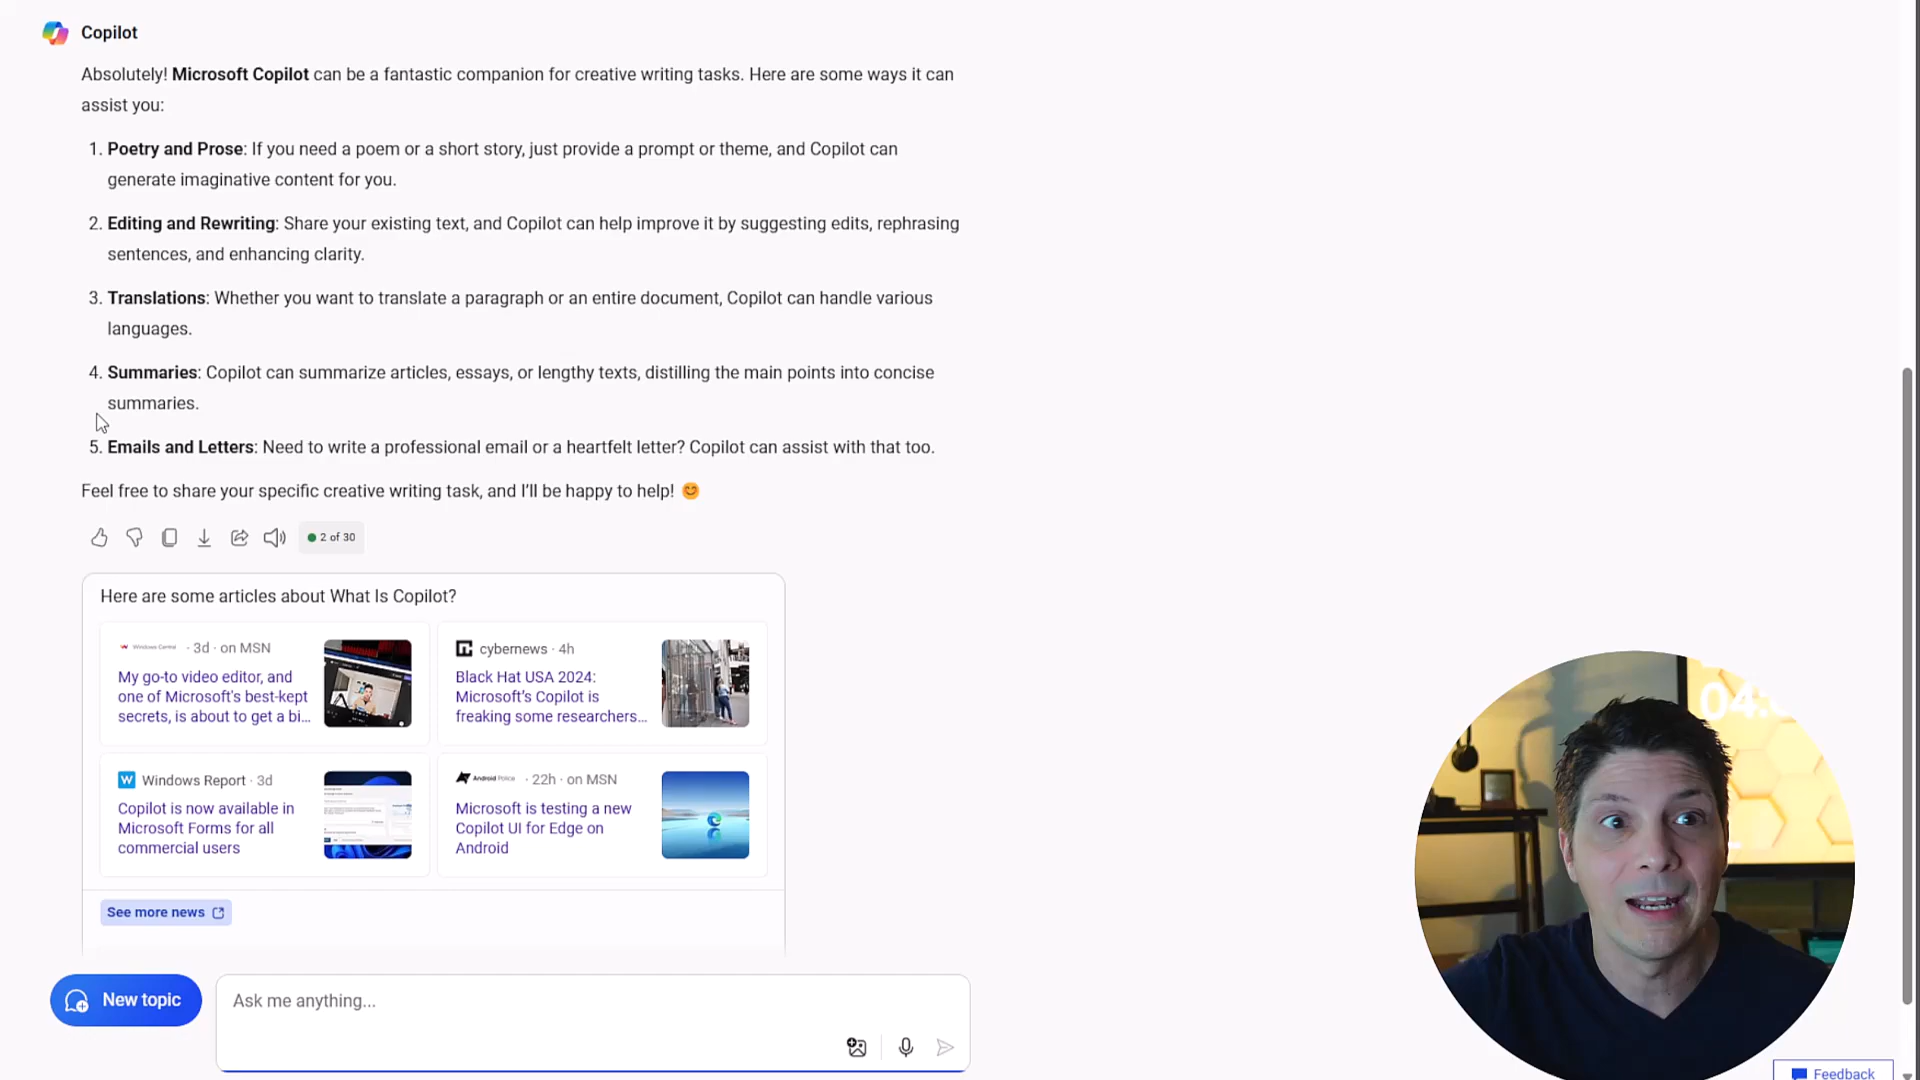 Copilot
Absolutely! Microsoft Copilot can be a fantastic companion for creative writing tasks. Here are some ways it can
assist you:
1. Poetry and Prose: If you need a poem or a short story, just provide a prompt or theme, and Copilot can
generate imaginative content for you.
2. Editing and Rewriting: Share your existing text, and Copilot can help improve it by suggesting edits, rephrasing
sentences, and enhancing clarity.
3. Translations: Whether you want to translate a paragraph or an entire document, Copilot can handle various
languages.
4. Summaries: Copilot can summarize articles, essays, or lengthy texts, distilling the main points into concise
summaries.
5. Emails and Letters: Need to write a professional email or a heartfelt letter? Copilot can assist with that too.
Feel free to share your specific creative writing task, and I'll be happy to help! 😊
2 of 30
Here are some articles about What Is Copilot?
Windows Central · 3d · on MSN
My go-to video editor, and
one of Microsoft's best-kept
secrets, is about to get a bi...
cybernews · 4h
Black Hat USA 2024:
Microsoft's Copilot is
freaking some researchers...
Windows Report · 3d
Copilot is now available in
Microsoft Forms for all
commercial users
Android Police · 22h · on MSN
Microsoft is testing a new
Copilot UI for Edge on
Android
See more news
New topic
Ask me anything...
Feedback